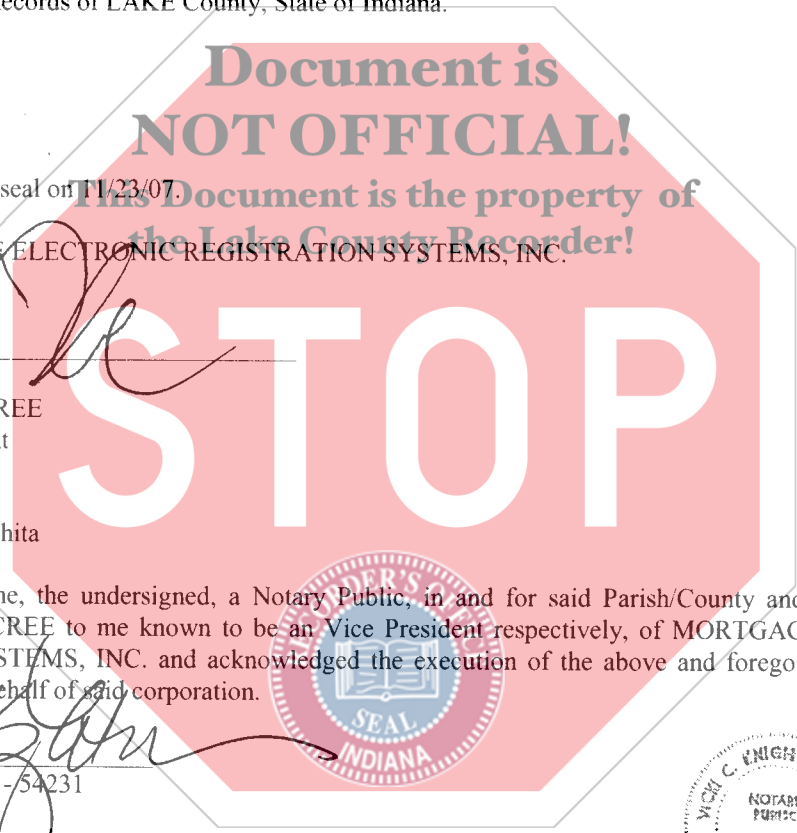 ecords of LAKE County, State of Indiana.
Document is
NOT OFFICIAL!
seal on 11/23/07.
This Document is the property of
the Lake County Recorder!
E ELECTRONIC REGISTRATION SYSTEMS, INC.
STOP
REE
t
hita
ne, the undersigned, a Notary Public, in and for said Parish/County and
CREE to me known to be an Vice President respectively, of MORTGAG
STEMS, INC. and acknowledged the execution of the above and forego
ehalf of said corporation.
RECORDER'S OFFICE
SEAL
INDIANA
- 54231
VICKI C. KNIGH
NOTAR
PUBLIC